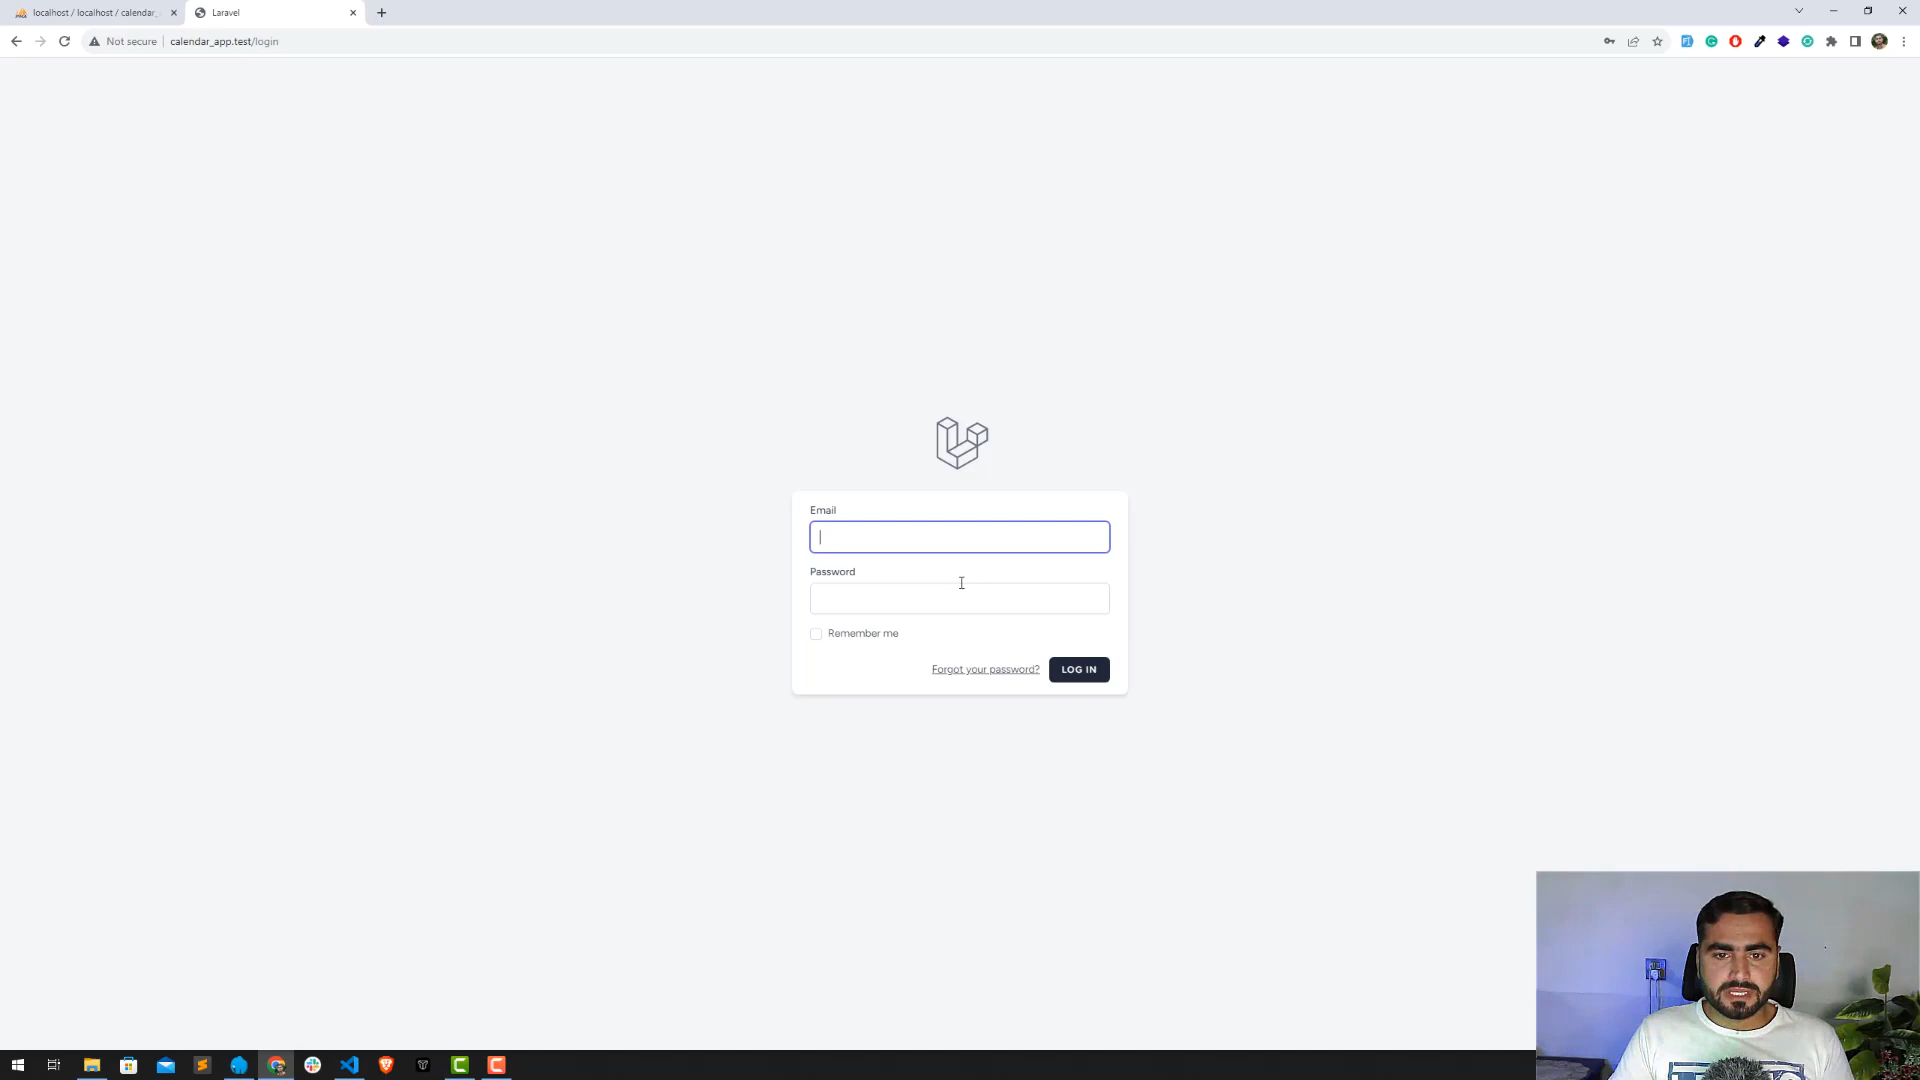 localhost / localhost / calendar_
Laravel
Not secure
calendar_app.test/login
Email
Password
Remember me
Forgot your password?
LOG IN